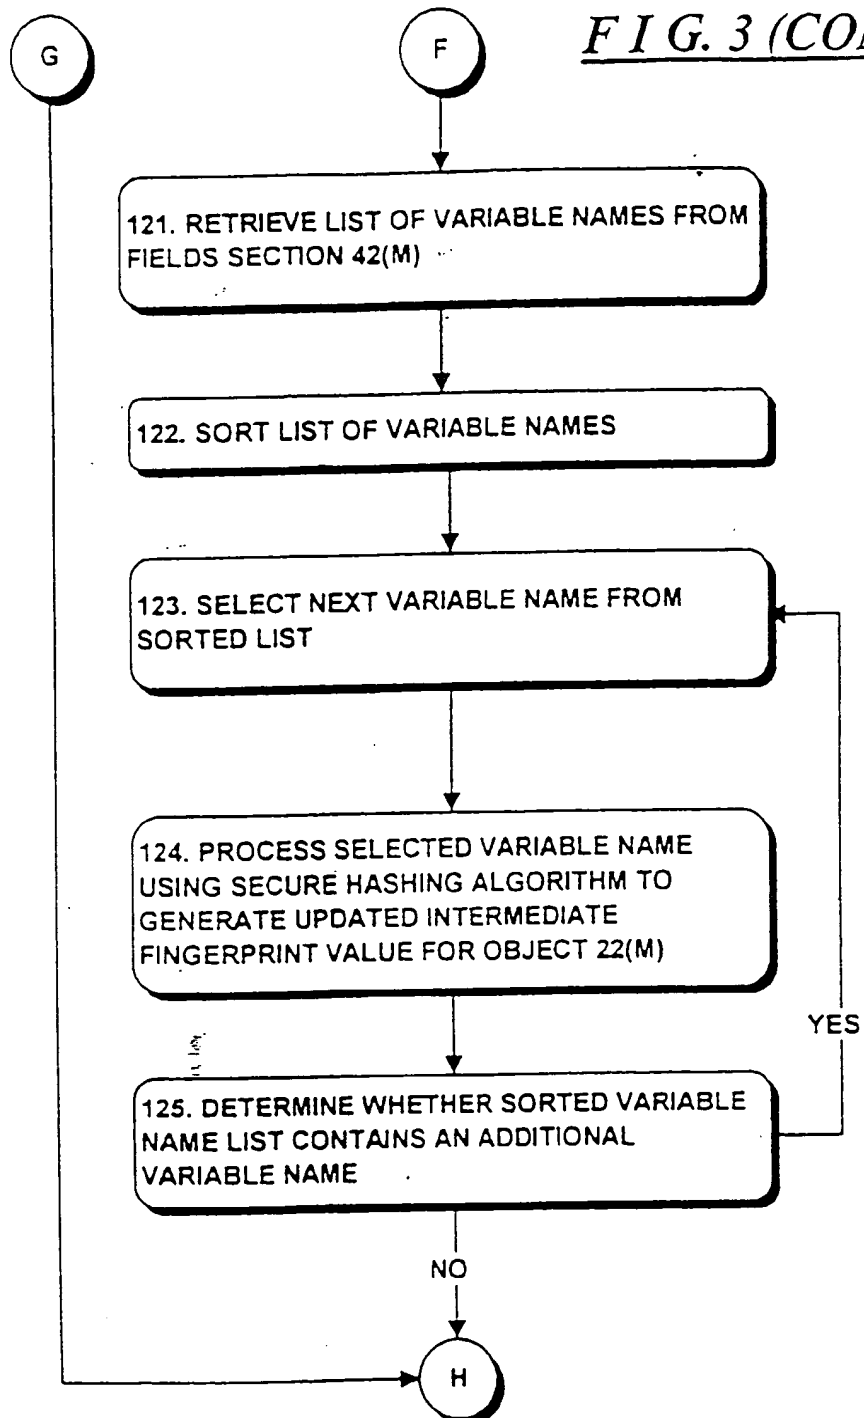 F I G. 3 (CO
G
F
121. RETRIEVE LIST OF VARIABLE NAMES FROM
FIELDS SECTION 42(M)
122. SORT LIST OF VARIABLE NAMES
123. SELECT NEXT VARIABLE NAME FROM
SORTED LIST
124. PROCESS SELECTED VARIABLE NAME
USING SECURE HASHING ALGORITHM TO
GENERATE UPDATED INTERMEDIATE
FINGERPRINT VALUE FOR OBJECT 22(M)
YES
125. DETERMINE WHETHER SORTED VARIABLE
NAME LIST CONTAINS AN ADDITIONAL
VARIABLE NAME
NO
H